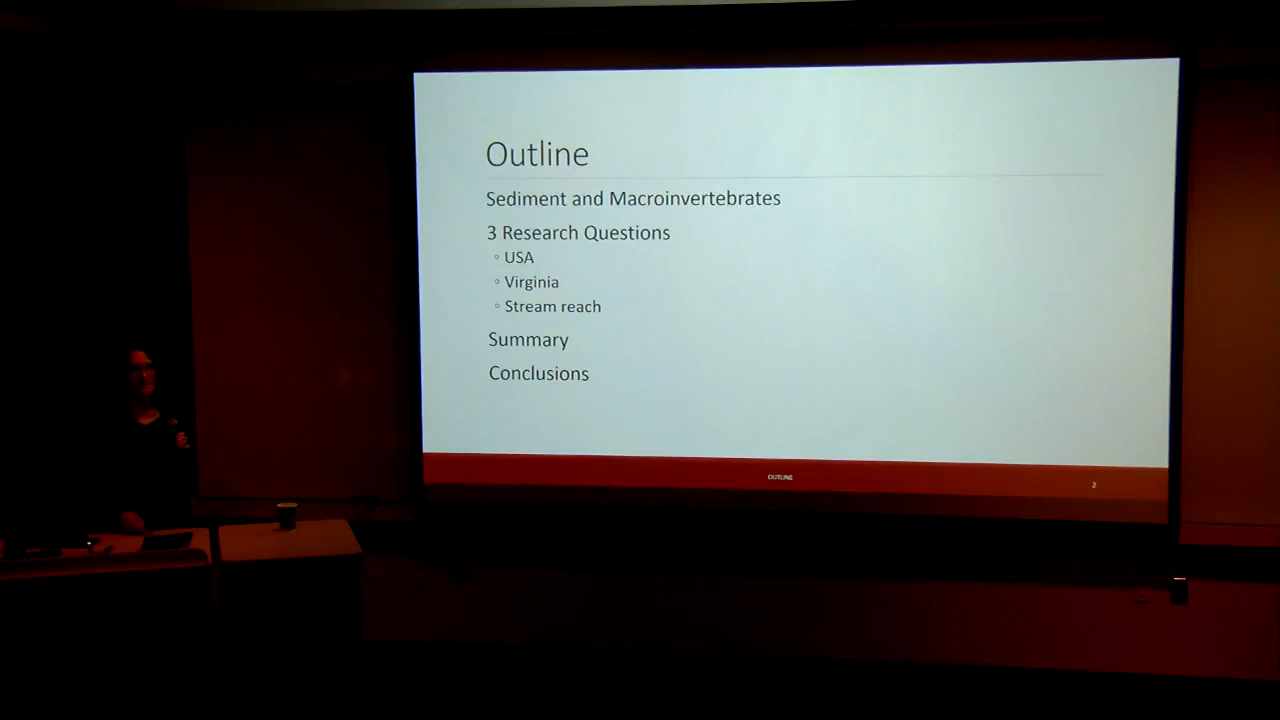 Outline
Sediment and Macroinvertebrates
3 Research Questions
◦ USA
◦ Virginia
◦ Stream reach
Summary
Conclusions
OUTLINE
2